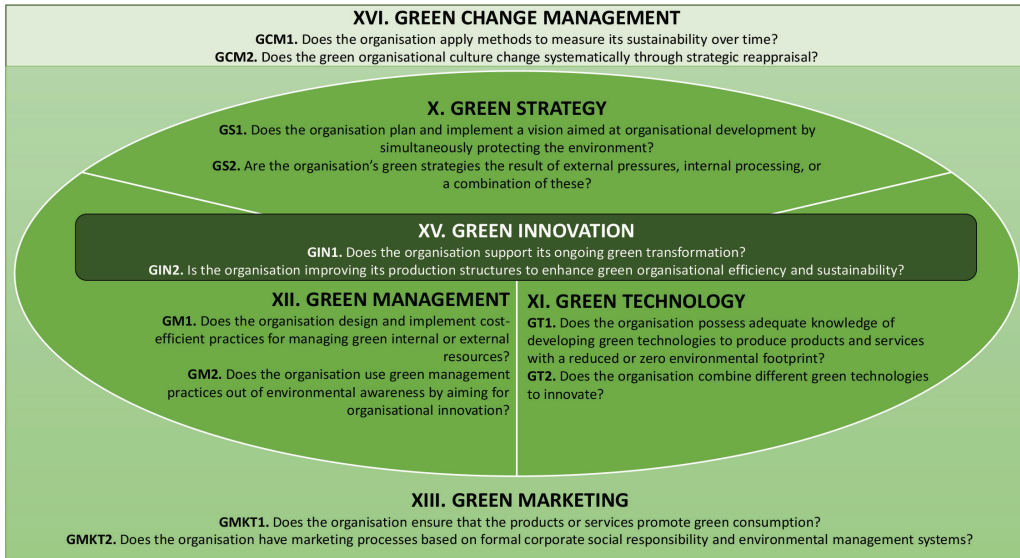 XVI. GREEN CHANGE MANAGEMENT
GCM1. Does the organisation apply methods to measure its sustainability over time?
GCM2. Does the green organisational culture change systematically through strategic reappraisal?
X. GREEN STRATEGY
GS1. Does the organisation plan and implement a vision aimed at organisational development by
simultaneously protecting the environment?
GS2. Are the organisation's green strategies the result of external pressures, internal processing, or
a combination of these?
XV. GREEN INNOVATION
GIN1. Does the organisation support its ongoing green transformation?
GIN2. Is the organisation improving its production structures to enhance green organisational efficiency and sustainability?
XII. GREEN MANAGEMENT
GM1. Does the organisation design and implement cost-
efficient practices for managing green internal or external
resources?
GM2. Does the organisation use green management
practices out of environmental awareness by aiming for
organisational innovation?
XI. GREEN TECHNOLOGY
GT1. Does the organisation possess adequate knowledge of
developing green technologies to produce products and services
with a reduced or zero environmental footprint?
GT2. Does the organisation combine different green technologies
to innovate?
XIII. GREEN MARKETING
GMKT1. Does the organisation ensure that the products or services promote green consumption?
GMKT2. Does the organisation have marketing processes based on formal corporate social responsibility and environmental management systems?